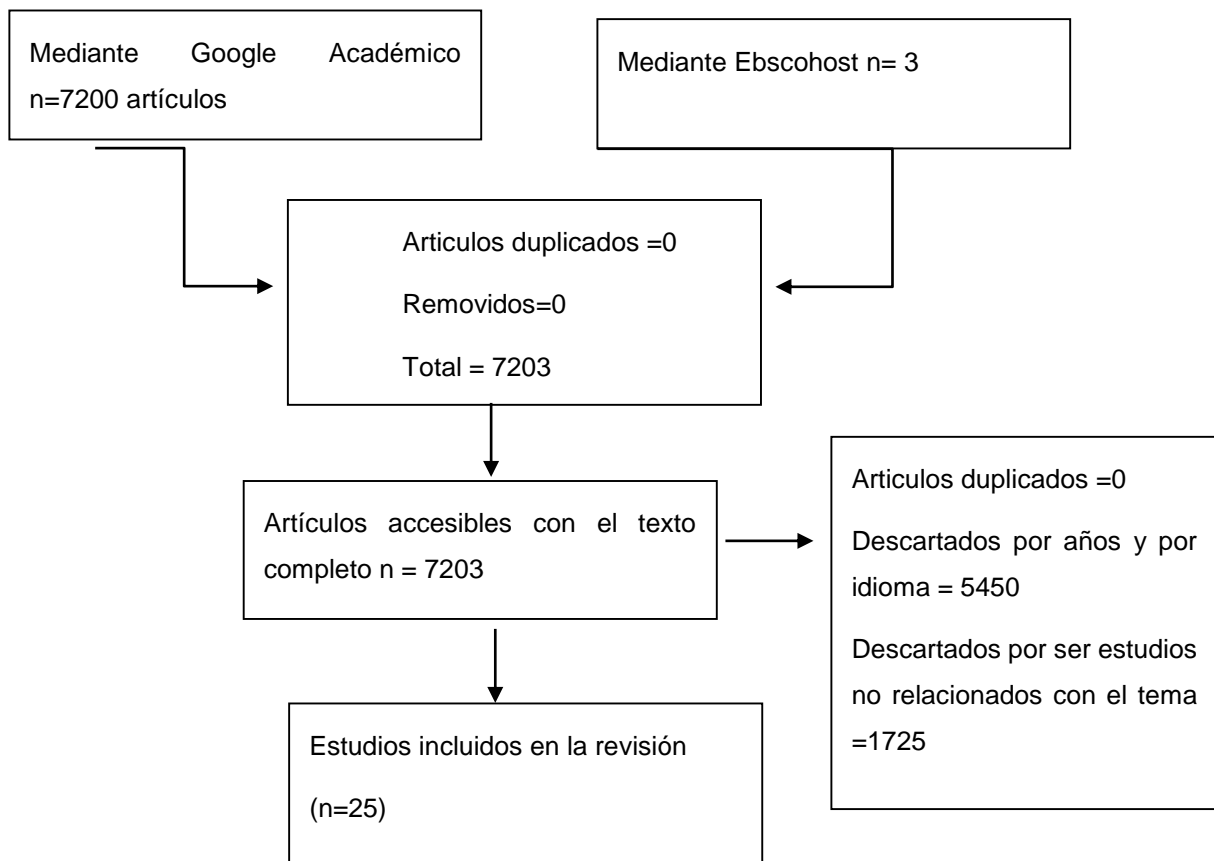 Mediante Google Académico
n=7200 artículos
Mediante Ebscohost n= 3
Articulos duplicados =0
Removidos=0
Total = 7203
Artículos accesibles con el texto
completo n = 7203
Articulos duplicados =0
Descartados por años y por
idioma = 5450
Descartados por ser estudios
no relacionados con el tema
=1725
Estudios incluidos en la revisión
(n=25)